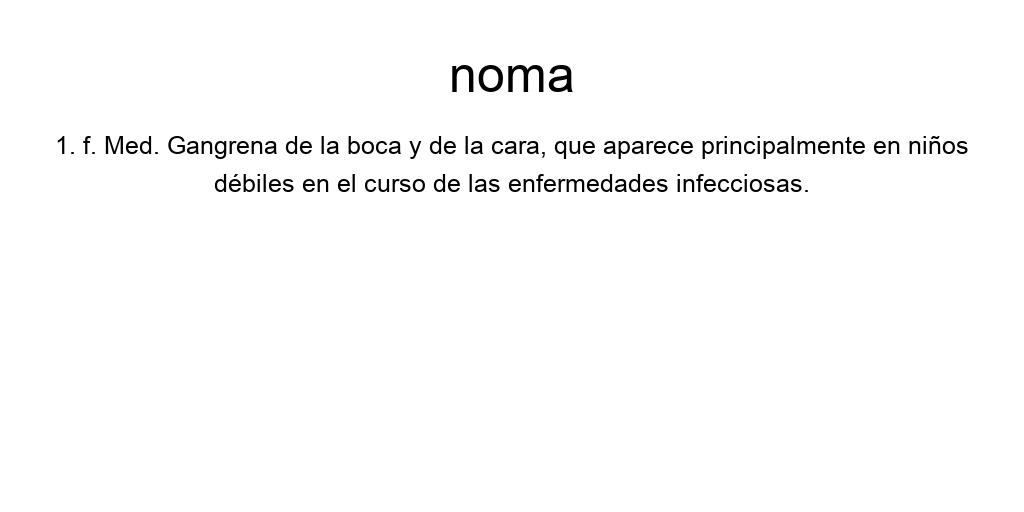 noma
1. f. Med. Gangrena de la boca y de la cara, que aparece principalmente en niños
débiles en el curso de las enfermedades infecciosas.